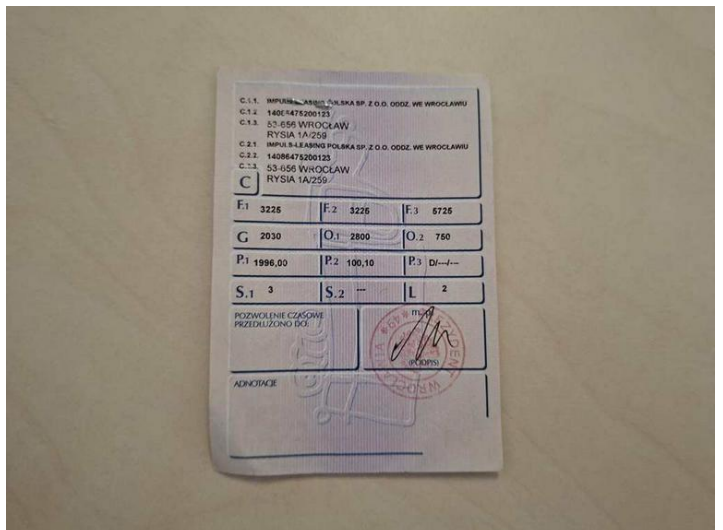 C.1.1. IMPULS-LEASING POLSKA SP. Z O.O. ODDZ. WE WROCŁAWIU
C.1.2. 14086475200123
C.1.3. 53-656 WROCŁAW
RYSIA 1A/259
C.2.1. IMPULS-LEASING POLSKA SP. Z O.O. ODDZ. WE WROCŁAWIU
C.2.2. 14086475200123
C.2.3. 53-656 WROCŁAW
RYSIA 1A/259
C
F.1 3225 F.2 3225 F.3 5725
G 2030 O.1 2800 O.2 750
P.1 1996,00 P.2 100,10 P.3 D/---/---
S.1 3 S.2 --- L 2
POZWOLENIE CZASOWE
PRZEDŁUŻONO DO:
m.p.
(PODPIS)
PREZYDENT WROCŁAWIA
ADNOTACJE